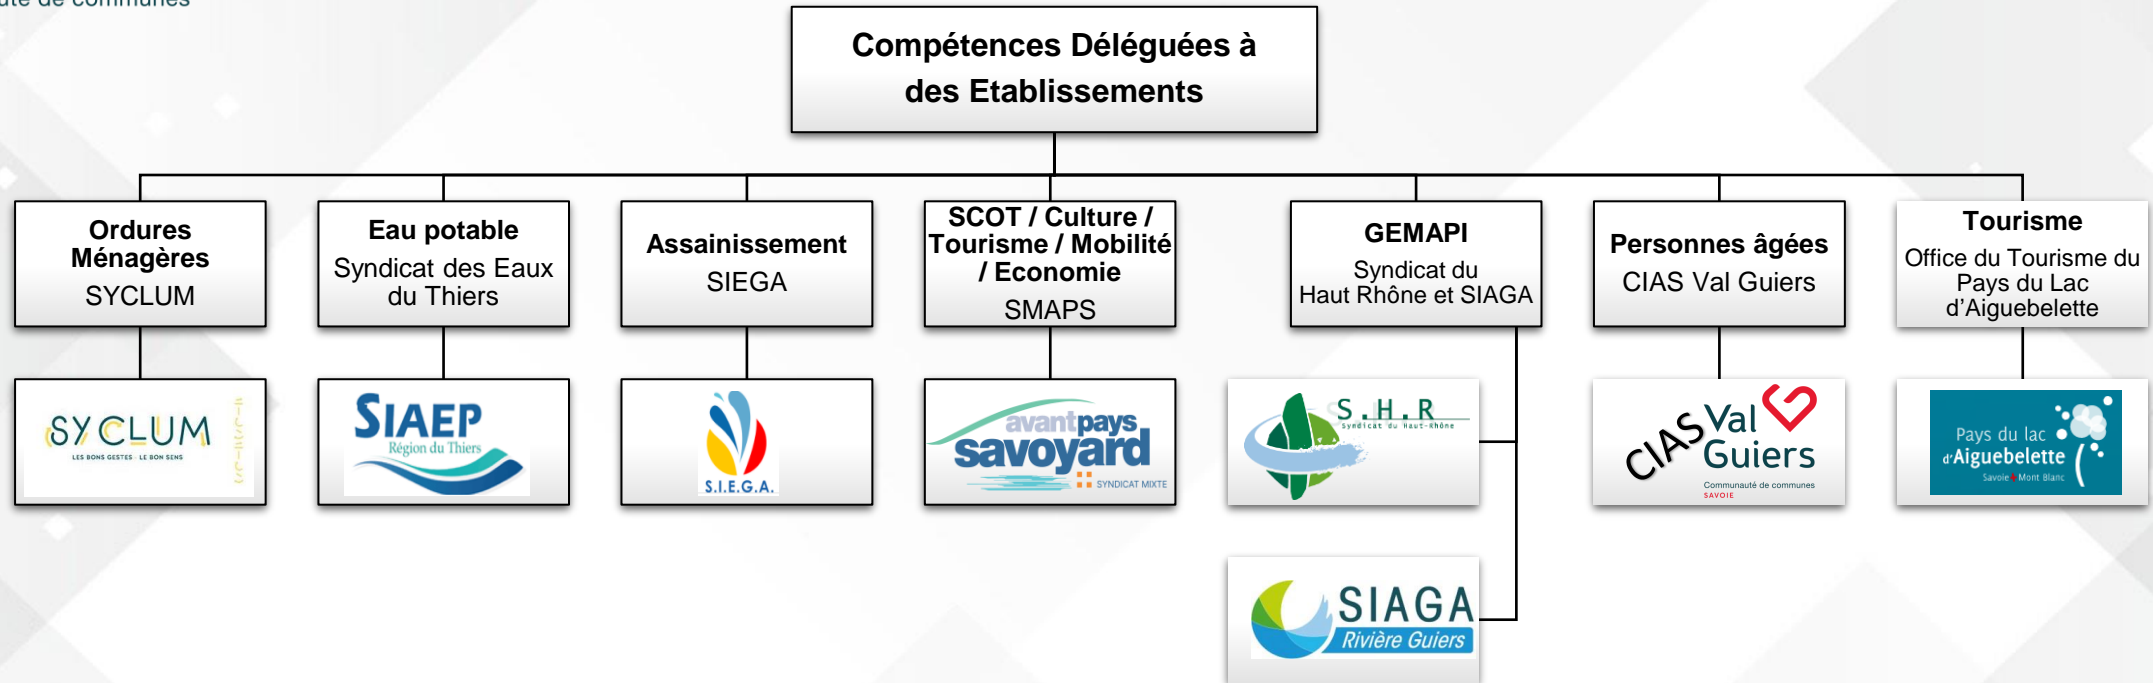 de communes
Compétences Déléguées à
des Etablissements
Ordures
Ménagères
SYCLUM
Eau potable
Syndicat des Eaux
du Thiers
Assainissement
SIEGA
SCOT / Culture /
Tourisme / Mobilité
/ Economie
SMAPS
GEMAPI
Syndicat du
Haut Rhône et SIAGA
Personnes âgées
CIAS Val Guiers
Tourisme
Office du Tourisme du
Pays du Lac
d’Aiguebelette
SYCLUM
LES BONS GESTES LE BON SENS
SIAEP
Région du Thiers
S.I.E.G.A.
avantpays
savoyard
SYNDICAT MIXTE
S.H.R
Syndicat du Haut-Rhône
CIAS Val
Guiers
Communauté de communes
SAVOIE
Pays du lac
d'Aiguebelette
Savoie Mont Blanc
SIAGA
Rivière Guiers